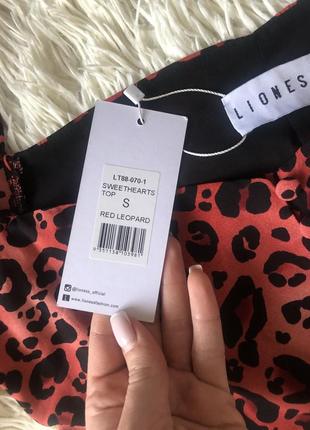 LIONES
LT88-070-1
SWEETHEARTS
TOP
S
RED LEOPARD
@lioness_official
www.lionessfashion.com